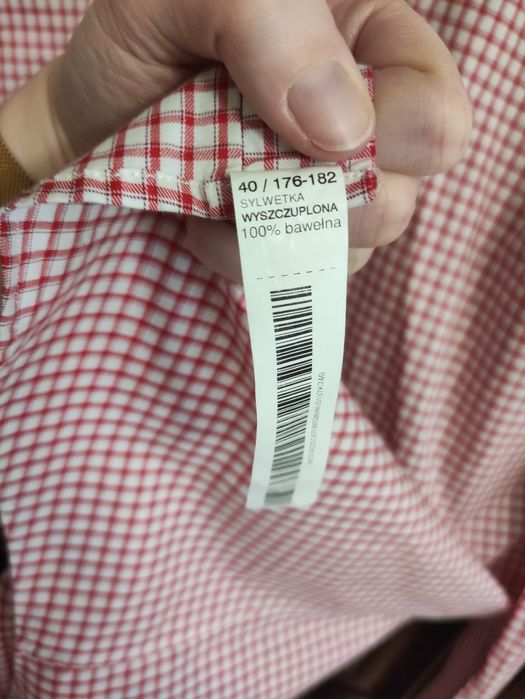 40 / 176-182
SYLWETKA
WYSZCZUPLONA
100% bawełna